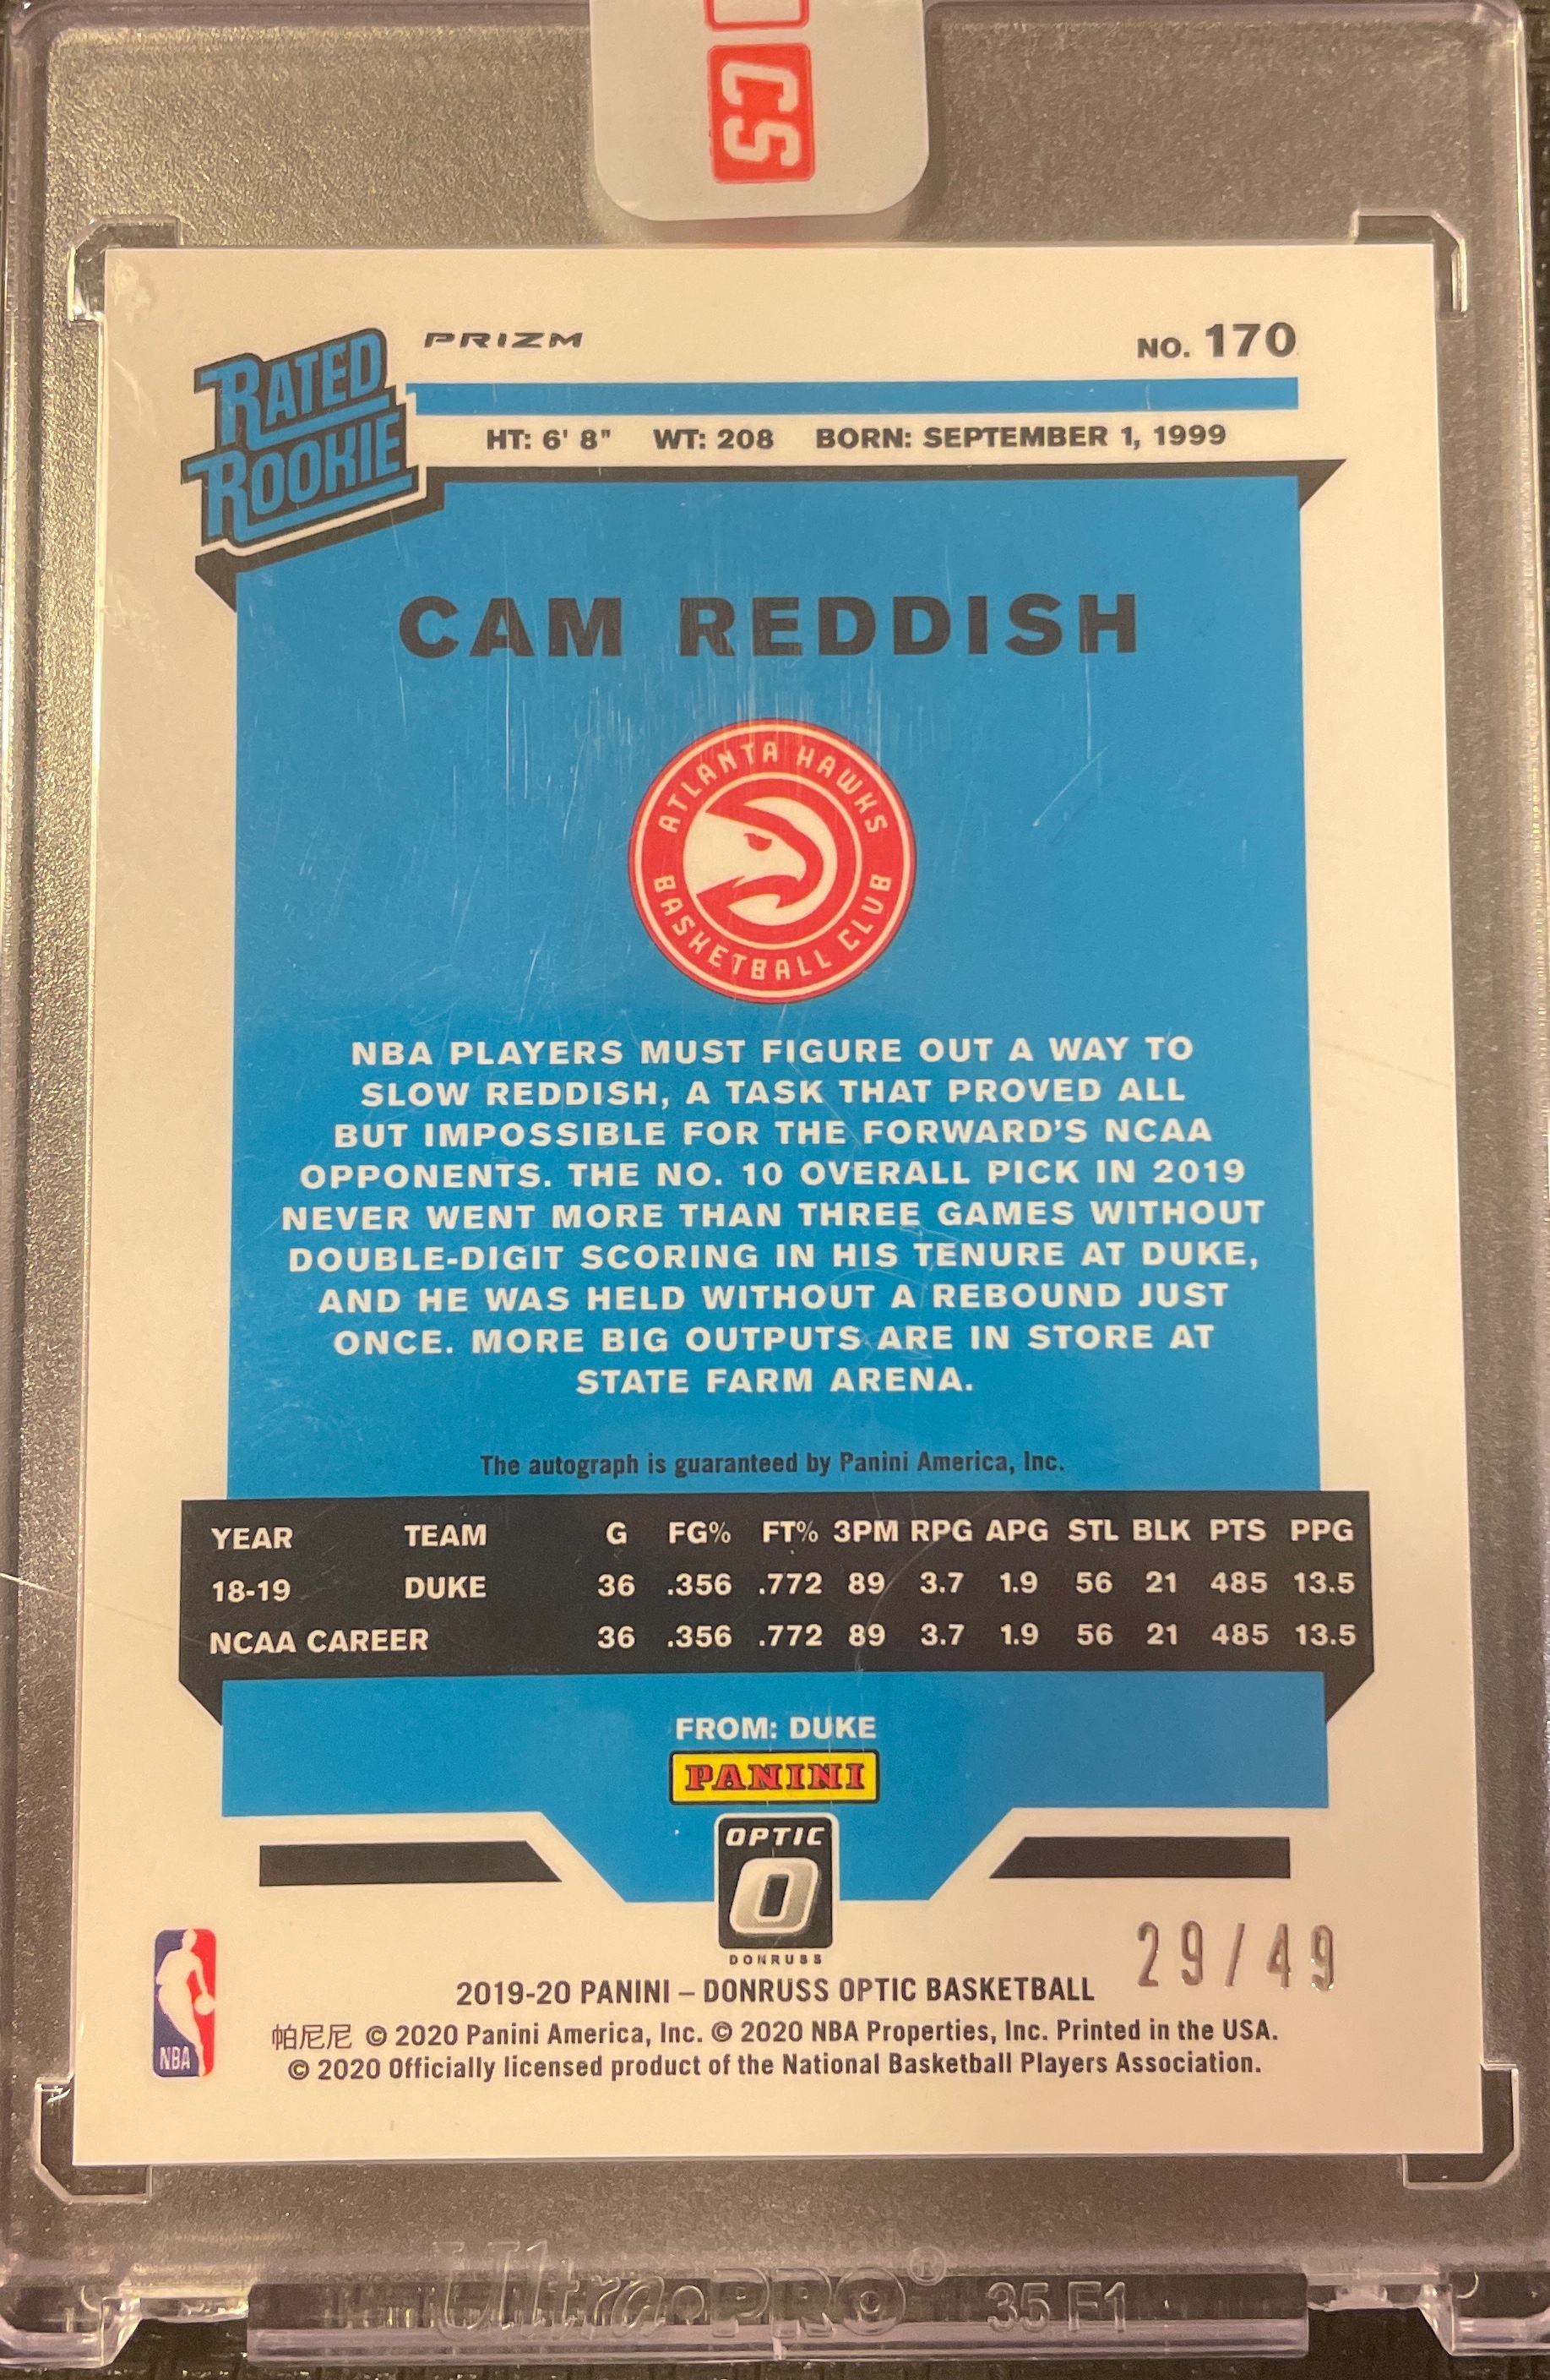 CS
RATED
ROOKIE
PRIZM
NO. 170
HT: 6' 8" WT: 208 BORN: SEPTEMBER 1, 1999
CAM REDDISH
ATLANTA HAWKS
BASKETBALL CLUB
NBA PLAYERS MUST FIGURE OUT A WAY TO
SLOW REDDISH, A TASK THAT PROVED ALL
BUT IMPOSSIBLE FOR THE FORWARD'S NCAA
OPPONENTS. THE NO. 10 OVERALL PICK IN 2019
NEVER WENT MORE THAN THREE GAMES WITHOUT
DOUBLE-DIGIT SCORING IN HIS TENURE AT DUKE,
AND HE WAS HELD WITHOUT A REBOUND JUST
ONCE. MORE BIG OUTPUTS ARE IN STORE AT
STATE FARM ARENA.
The autograph is guaranteed by Panini America, Inc.
YEAR TEAM G FG% FT% 3PM RPG APG STL BLK PTS PPG
18-19 DUKE 36 .356 .772 89 3.7 1.9 56 21 485 13.5
NCAA CAREER 36 .356 .772 89 3.7 1.9 56 21 485 13.5
FROM: DUKE
PANINI
OPTIC
O
DONRUSS
29/49
2019-20 PANINI – DONRUSS OPTIC BASKETBALL
帕尼尼 © 2020 Panini America, Inc. © 2020 NBA Properties, Inc. Printed in the USA.
© 2020 Officially licensed product of the National Basketball Players Association.
NBA
Ultra•PRO® 35 F1